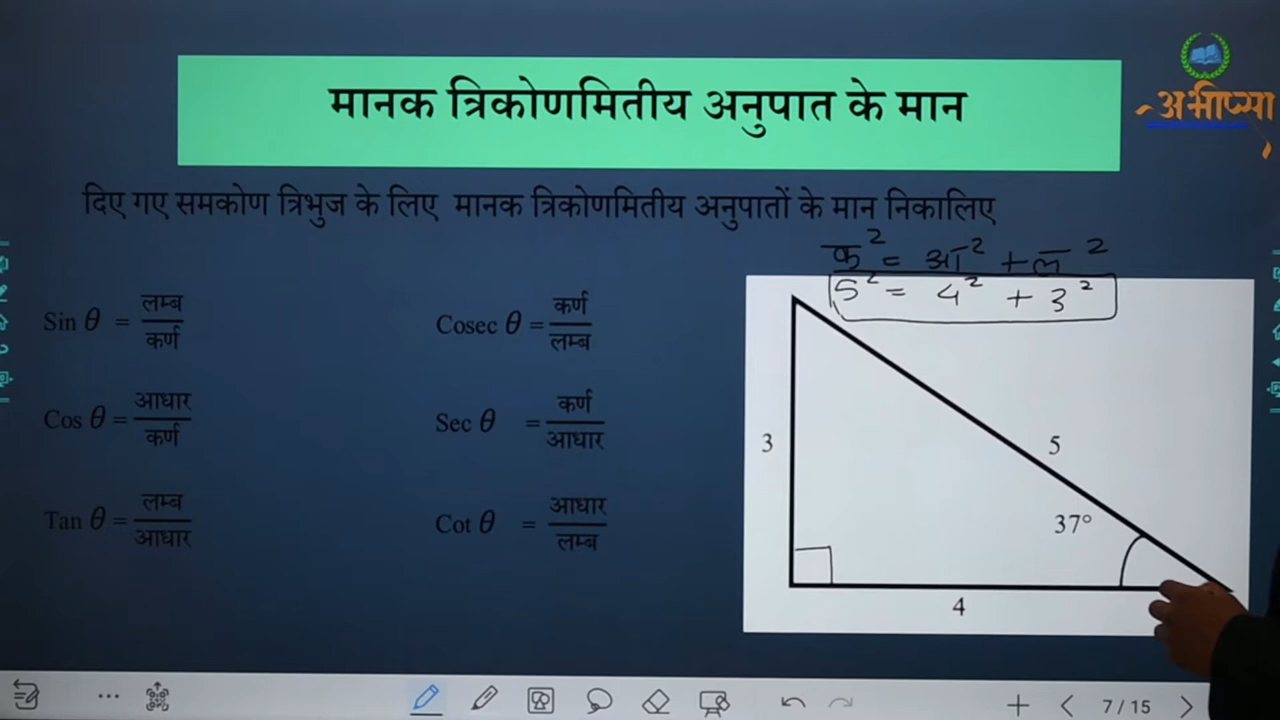 अभीप्सा
मानक त्रिकोणमितीय अनुपात के मान
दिए गए समकोण त्रिभुज के लिए मानक त्रिकोणमितीय अनुपातों के मान निकालिए
क² = आ² + ल²
5² = 4² + 3²
Sin θ = लम्ब/कर्ण
Cosec θ = कर्ण/लम्ब
Cos θ = आधार/कर्ण
Sec θ = कर्ण/आधार
Tan θ = लम्ब/आधार
Cot θ = आधार/लम्ब
3
5
37°
4
7 / 15